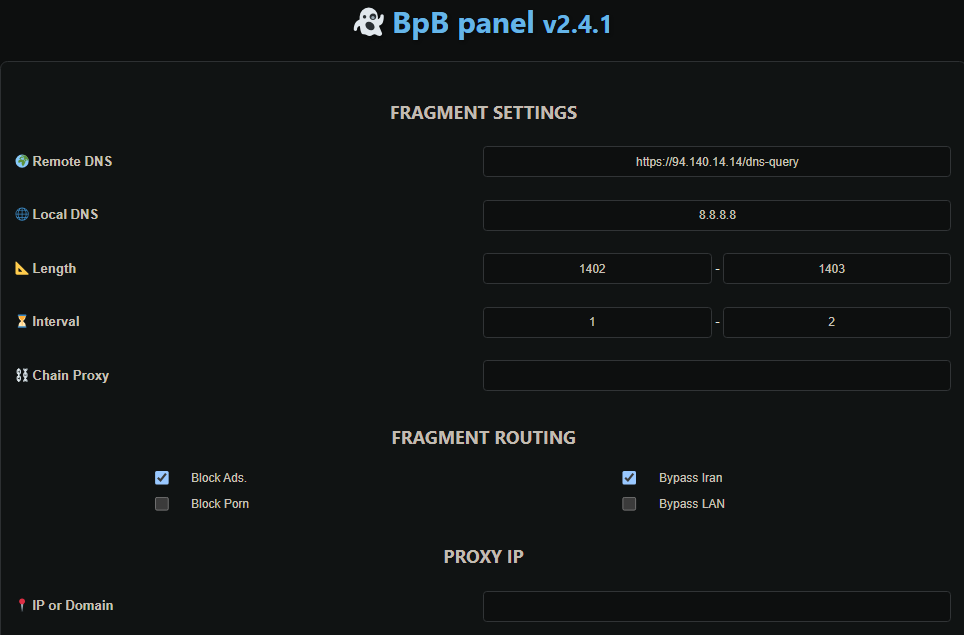 BpB panel v2.4.1
FRAGMENT SETTINGS
Remote DNS
https://94.140.14.14/dns-query
Local DNS
8.8.8.8
Length
1402 - 1403
Interval
1 - 2
Chain Proxy
FRAGMENT ROUTING
Block Ads. Bypass Iran
Block Porn Bypass LAN
PROXY IP
IP or Domain